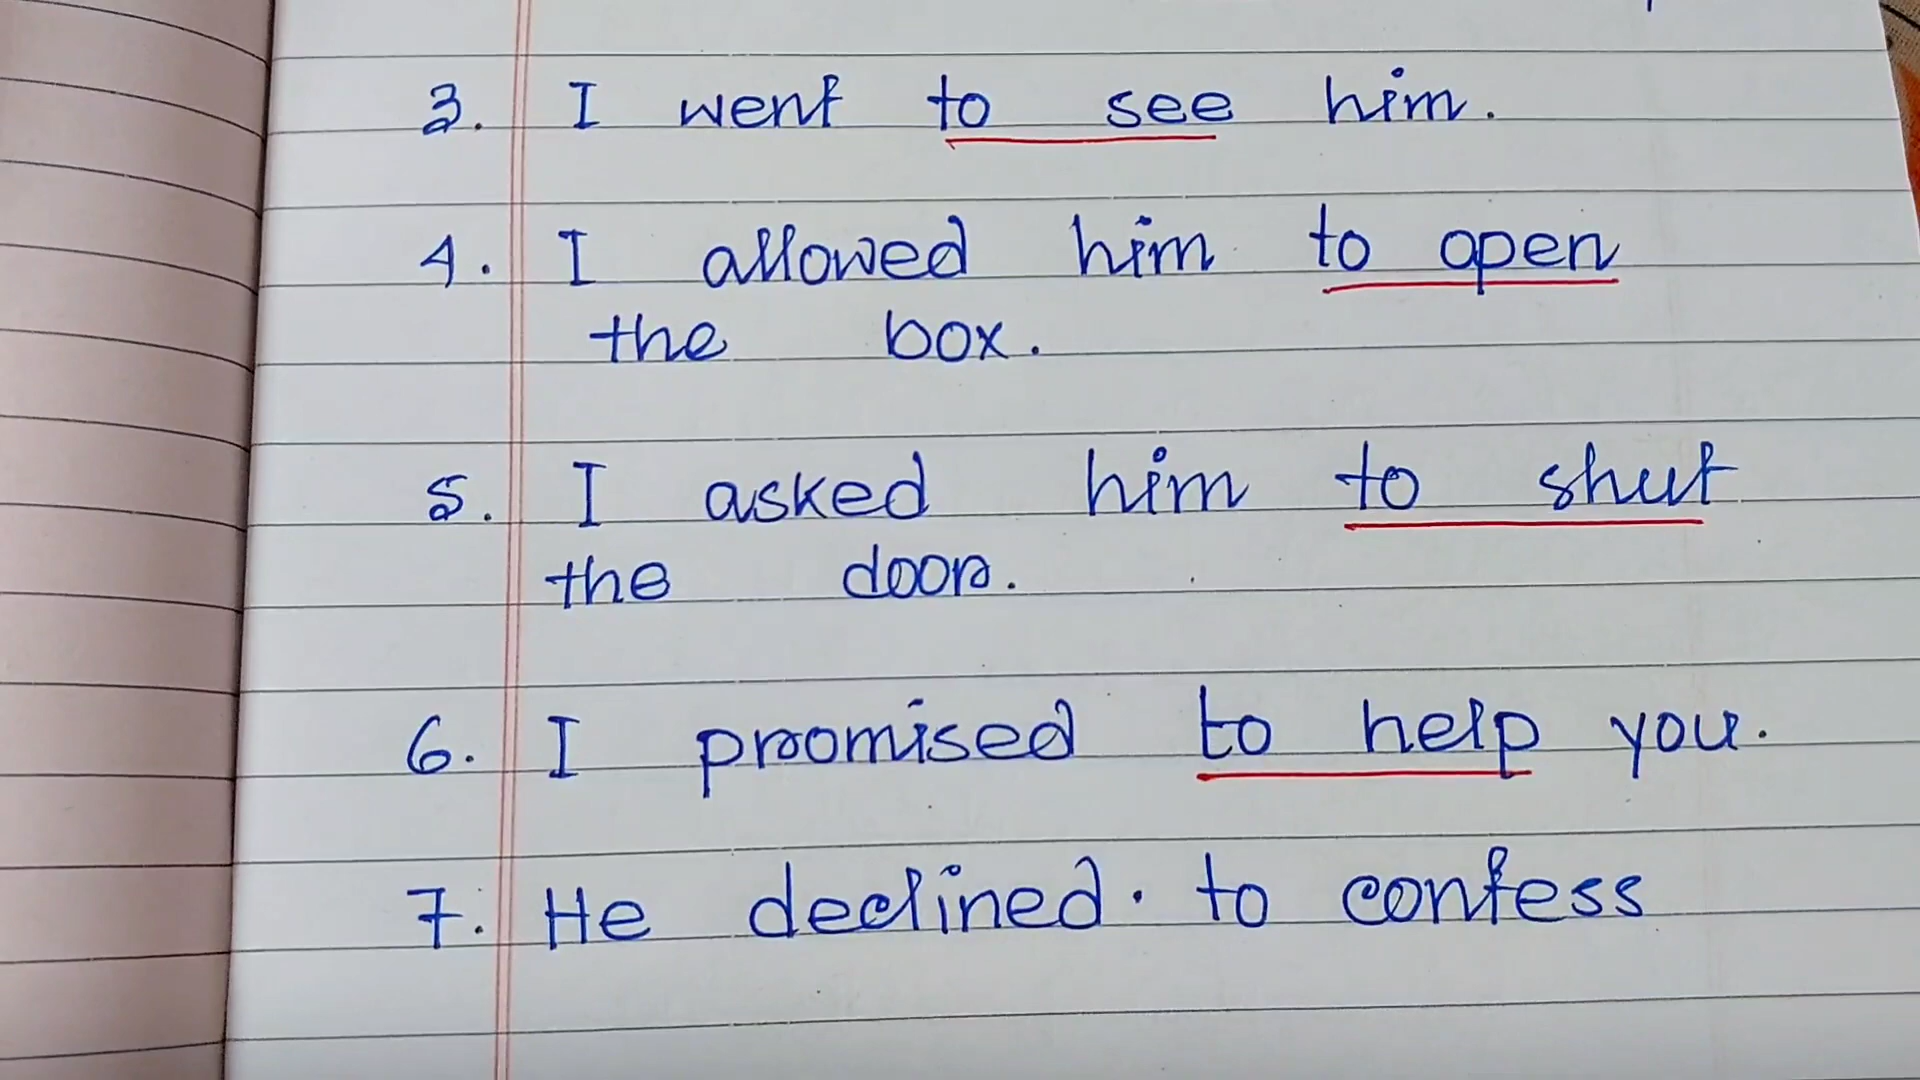 3. I went to see him.
4. I allowed him to open
the box.
5. I asked him to shut
the door.
6. I promised to help you.
7. He declined to confess